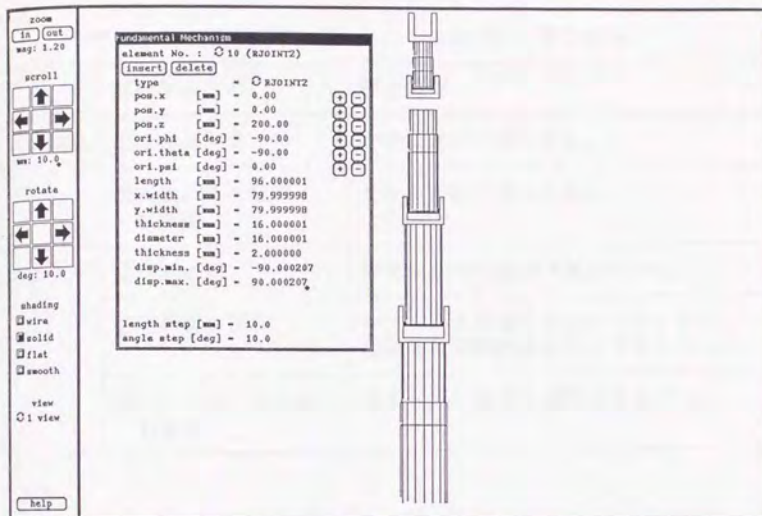 zoom
in out
mag: 1.20
scroll
mm: 10.0
rotate
deg: 10.0
shading
wire
solid
flat
smooth
view
1 view
help
Fundamental Mechanism
element No. : 10 (RJOINT2)
insert delete
type = RJOINT2
pos.x [mm] = 0.00 + -
pos.y [mm] = 0.00 + -
pos.z [mm] = 200.00 + -
ori.phi [deg] = -90.00 + -
ori.theta [deg] = -90.00 + -
ori.psi [deg] = 0.00 + -
length [mm] = 96.000001
x.width [mm] = 79.999998
y.width [mm] = 79.999998
thickness [mm] = 16.000001
diameter [mm] = 16.000001
thickness [mm] = 2.000000
disp.min. [deg] = -90.000207
disp.max. [deg] = 90.000207
length step [mm] = 10.0
angle step [deg] = 10.0